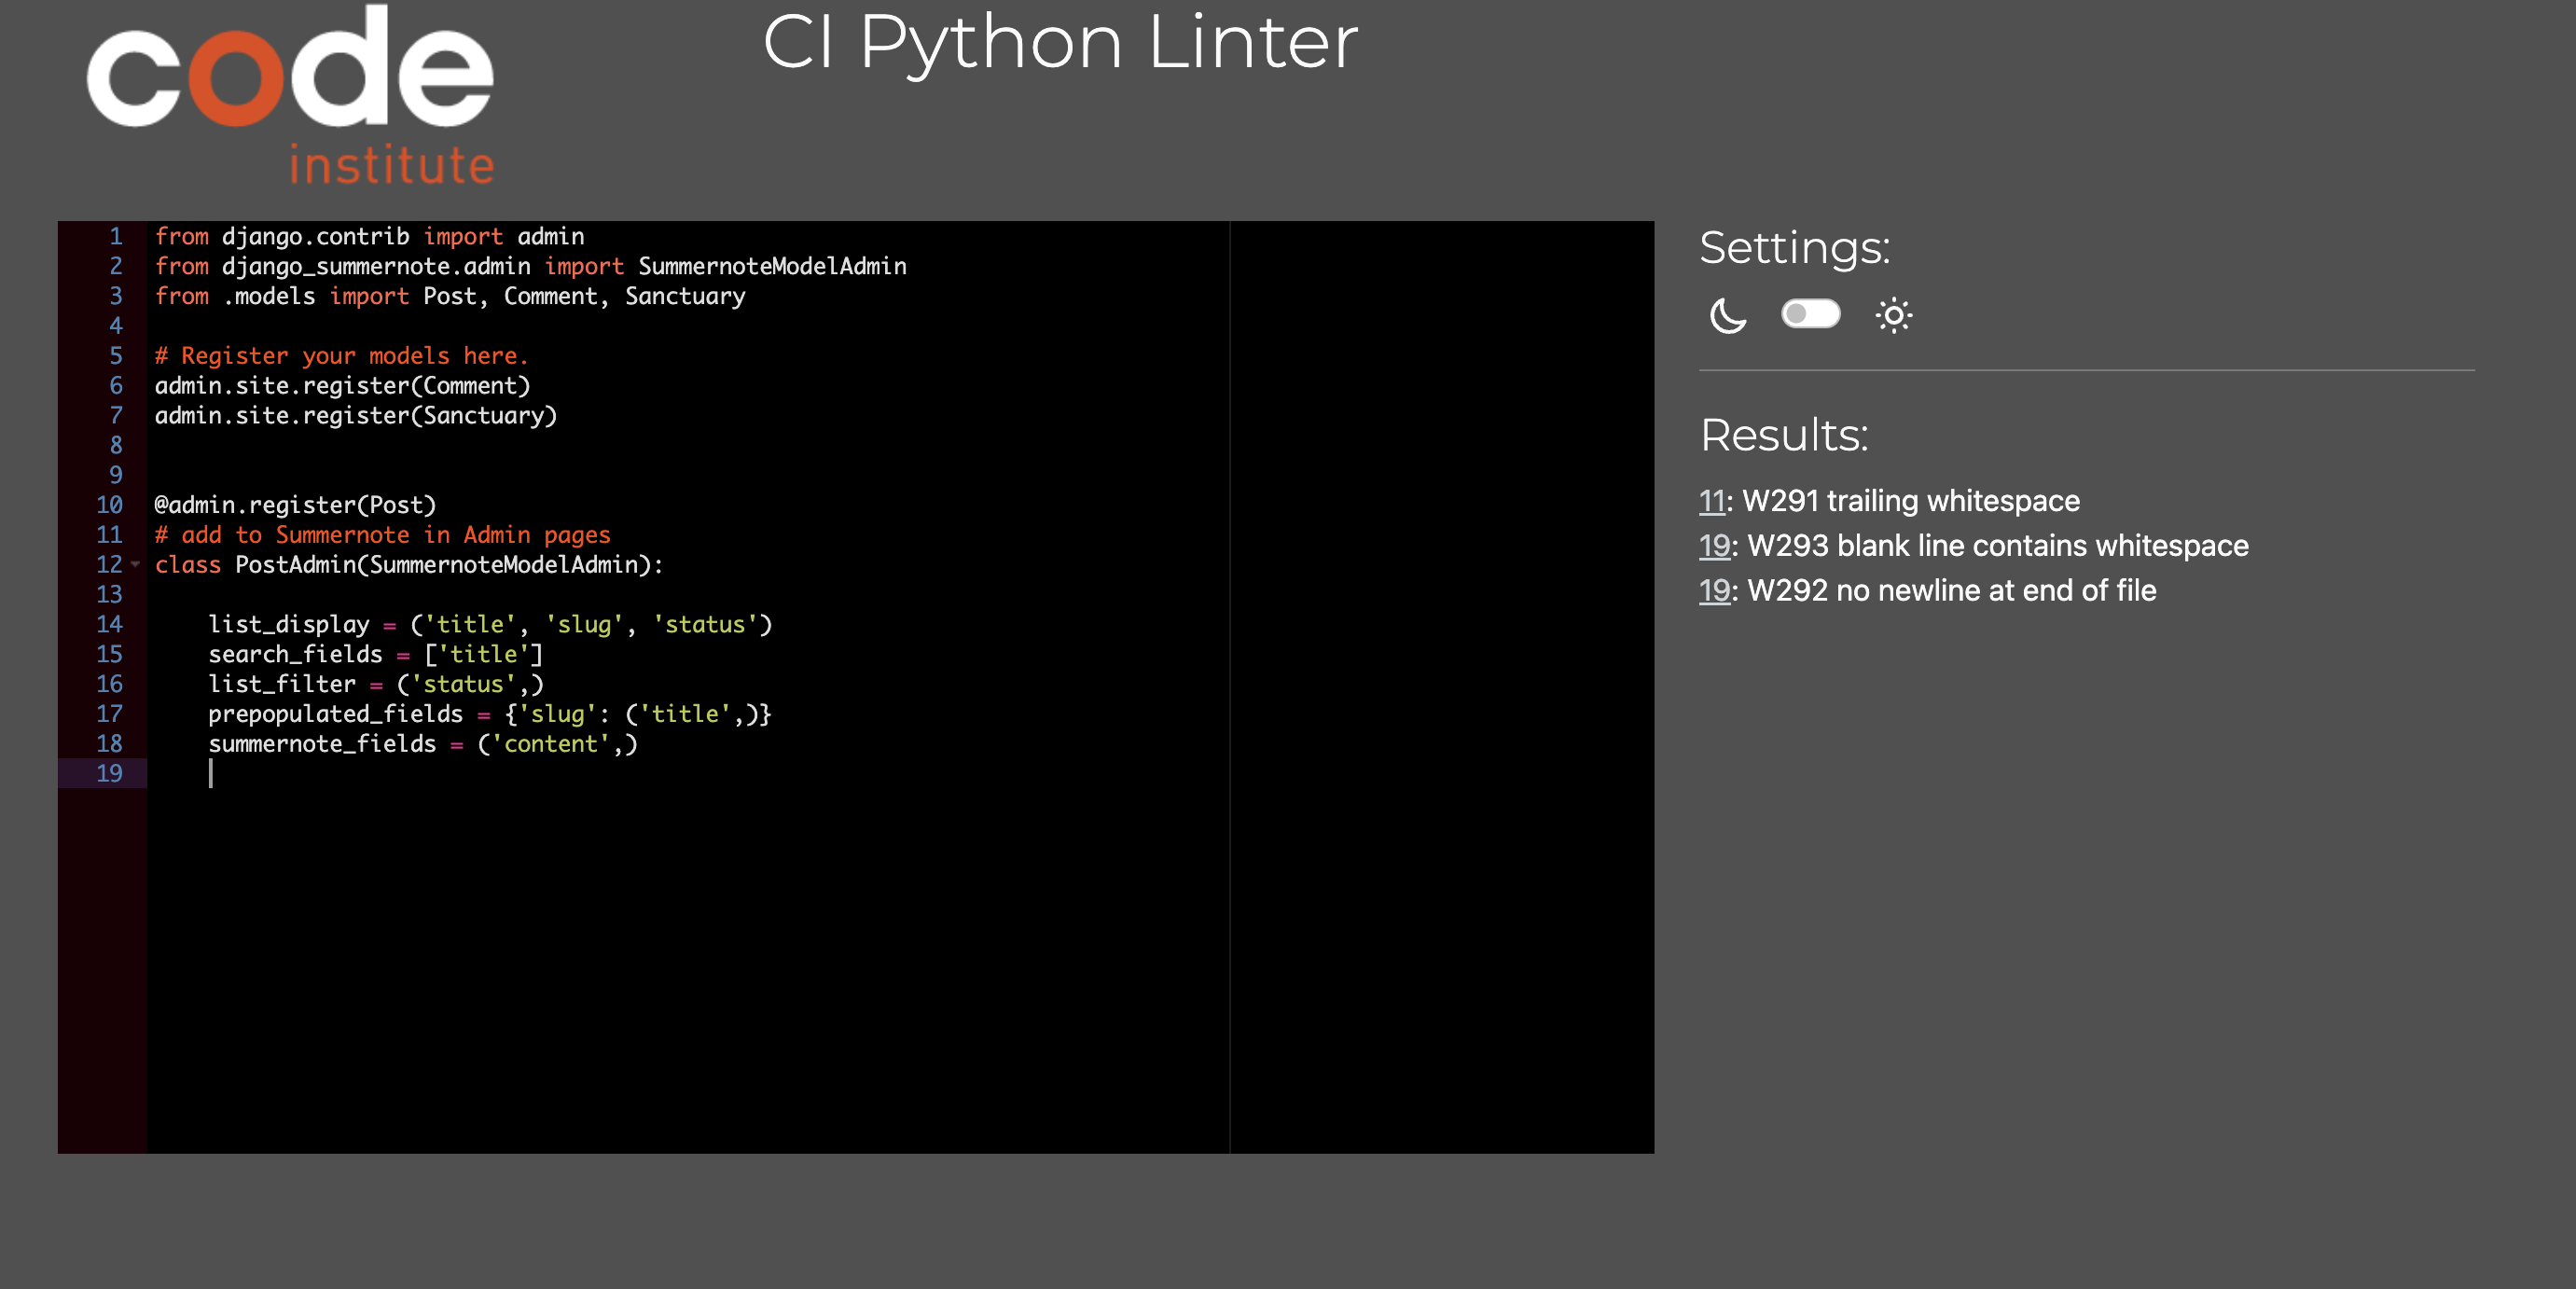 code
institute
CI Python Linter
1 from django.contrib import admin
2 from django_summernote.admin import SummernoteModelAdmin
3 from .models import Post, Comment, Sanctuary
4
5 # Register your models here.
6 admin.site.register(Comment)
7 admin.site.register(Sanctuary)
8
9
10 @admin.register(Post)
11 # add to Summernote in Admin pages
12 class PostAdmin(SummernoteModelAdmin):
13
14     list_display = ('title', 'slug', 'status')
15     search_fields = ['title']
16     list_filter = ('status',)
17     prepopulated_fields = {'slug': ('title',)}
18     summernote_fields = ('content',)
19
Settings:
Results:
11: W291 trailing whitespace
19: W293 blank line contains whitespace
19: W292 no newline at end of file